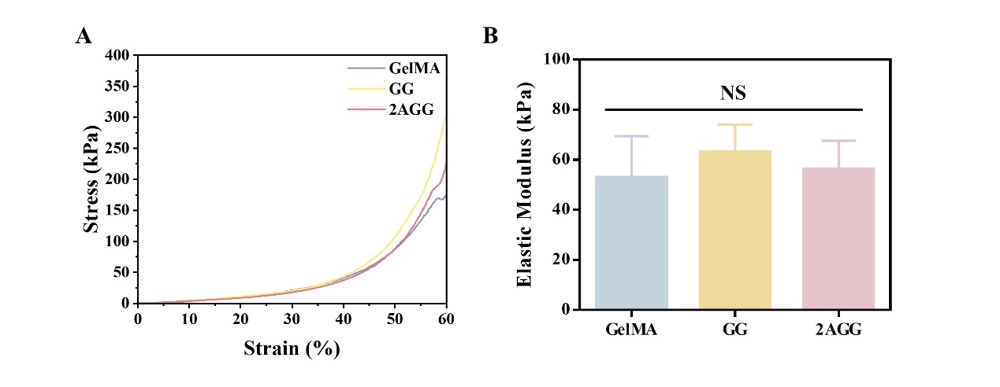 A
Stress (kPa)
400
350
300
250
200
150
100
50
0
0 10 20 30 40 50 60
Strain (%)
GelMA
GG
2AGG
B
Elastic Modulus (kPa)
100
80
60
40
20
0
NS
GelMA GG 2AGG